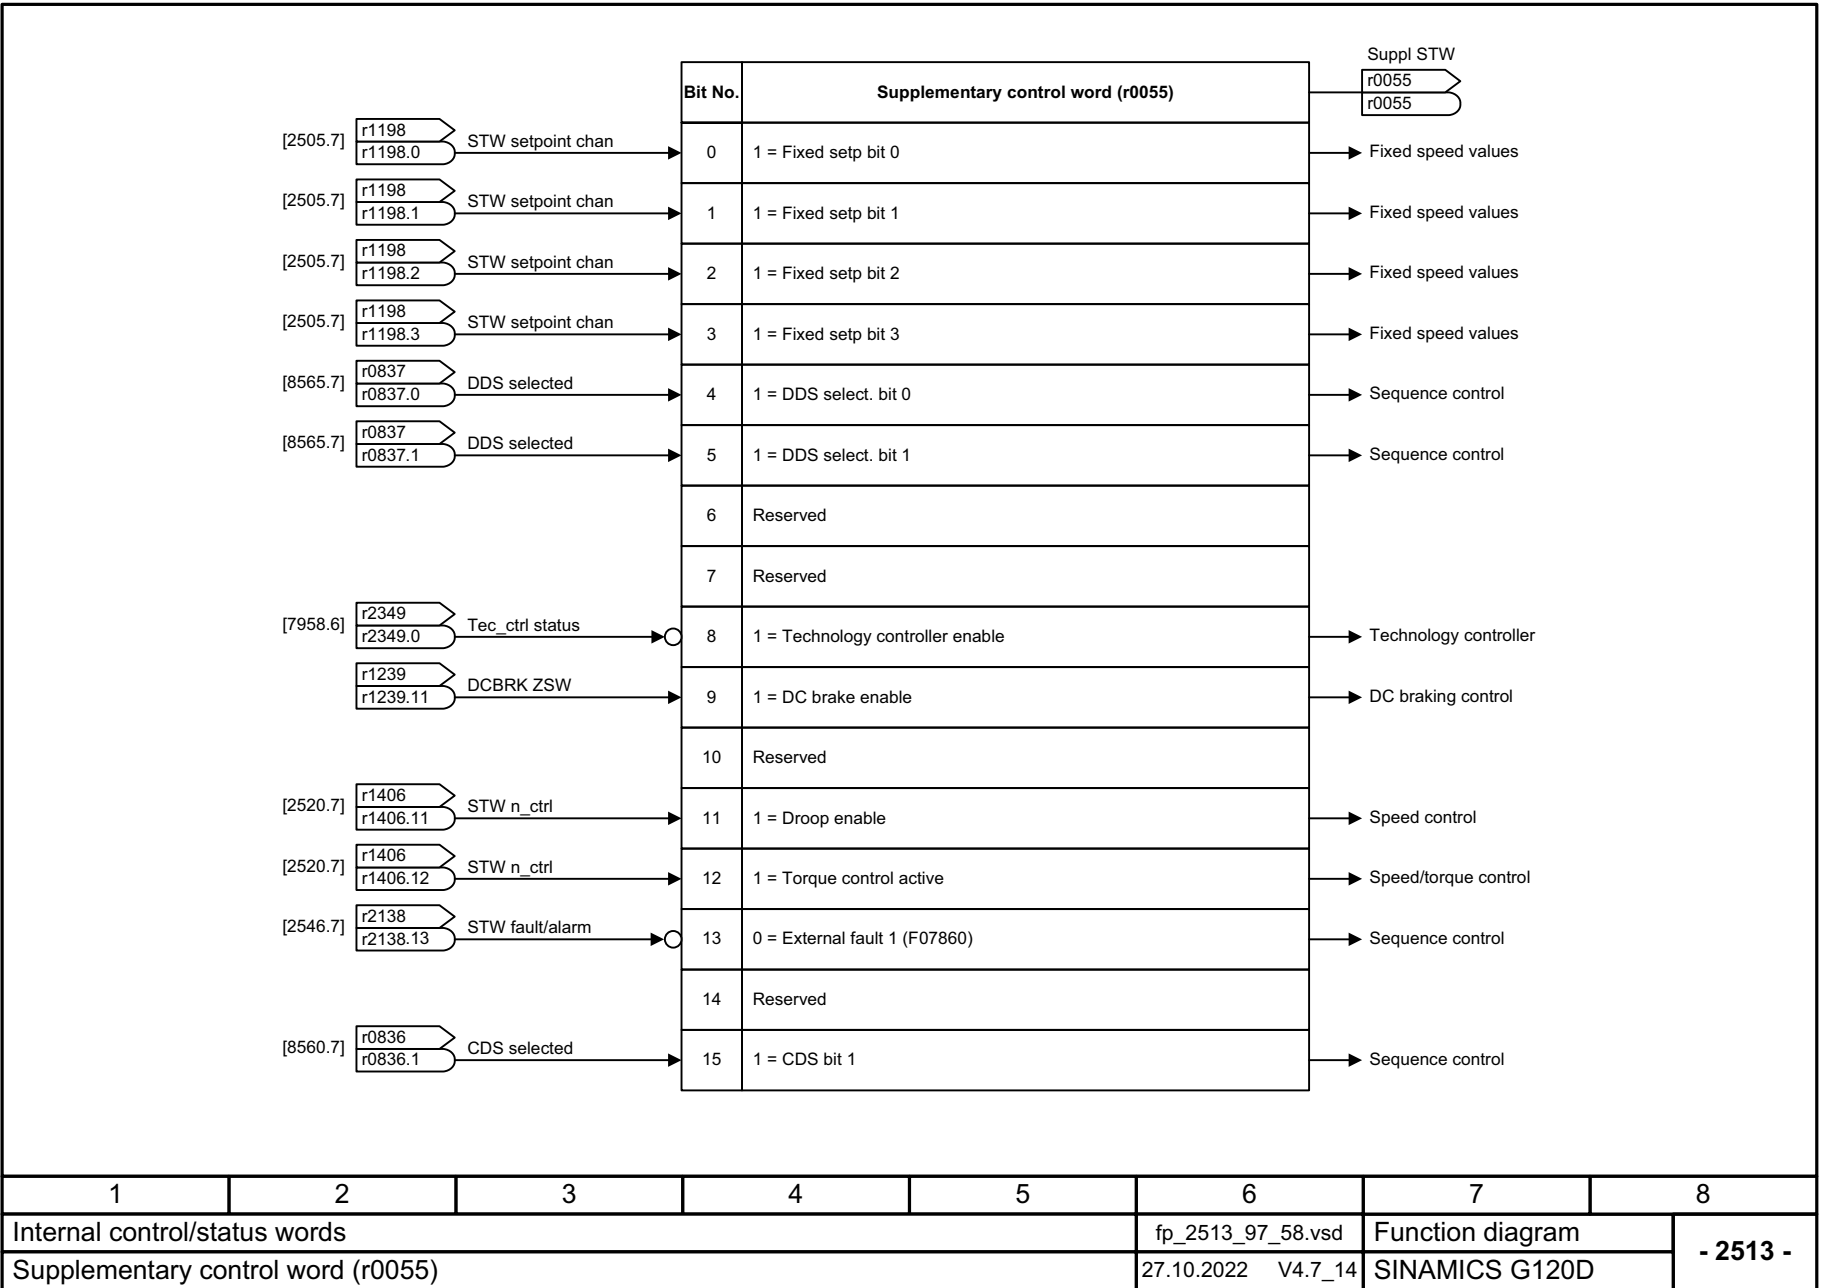 Suppl STW
r0055
r0055
Bit No. Supplementary control word (r0055)
[2505.7] r1198 r1198.0 STW setpoint chan 0 1 = Fixed setp bit 0 Fixed speed values
[2505.7] r1198 r1198.1 STW setpoint chan 1 1 = Fixed setp bit 1 Fixed speed values
[2505.7] r1198 r1198.2 STW setpoint chan 2 1 = Fixed setp bit 2 Fixed speed values
[2505.7] r1198 r1198.3 STW setpoint chan 3 1 = Fixed setp bit 3 Fixed speed values
[8565.7] r0837 r0837.0 DDS selected 4 1 = DDS select. bit 0 Sequence control
[8565.7] r0837 r0837.1 DDS selected 5 1 = DDS select. bit 1 Sequence control
6 Reserved
7 Reserved
[7958.6] r2349 r2349.0 Tec_ctrl status 8 1 = Technology controller enable Technology controller
r1239 r1239.11 DCBRK ZSW 9 1 = DC brake enable DC braking control
10 Reserved
[2520.7] r1406 r1406.11 STW n_ctrl 11 1 = Droop enable Speed control
[2520.7] r1406 r1406.12 STW n_ctrl 12 1 = Torque control active Speed/torque control
[2546.7] r2138 r2138.13 STW fault/alarm 13 0 = External fault 1 (F07860) Sequence control
14 Reserved
[8560.7] r0836 r0836.1 CDS selected 15 1 = CDS bit 1 Sequence control
1 2 3 4 5 6 7 8
Internal control/status words fp_2513_97_58.vsd Function diagram - 2513 -
Supplementary control word (r0055) 27.10.2022 V4.7_14 SINAMICS G120D